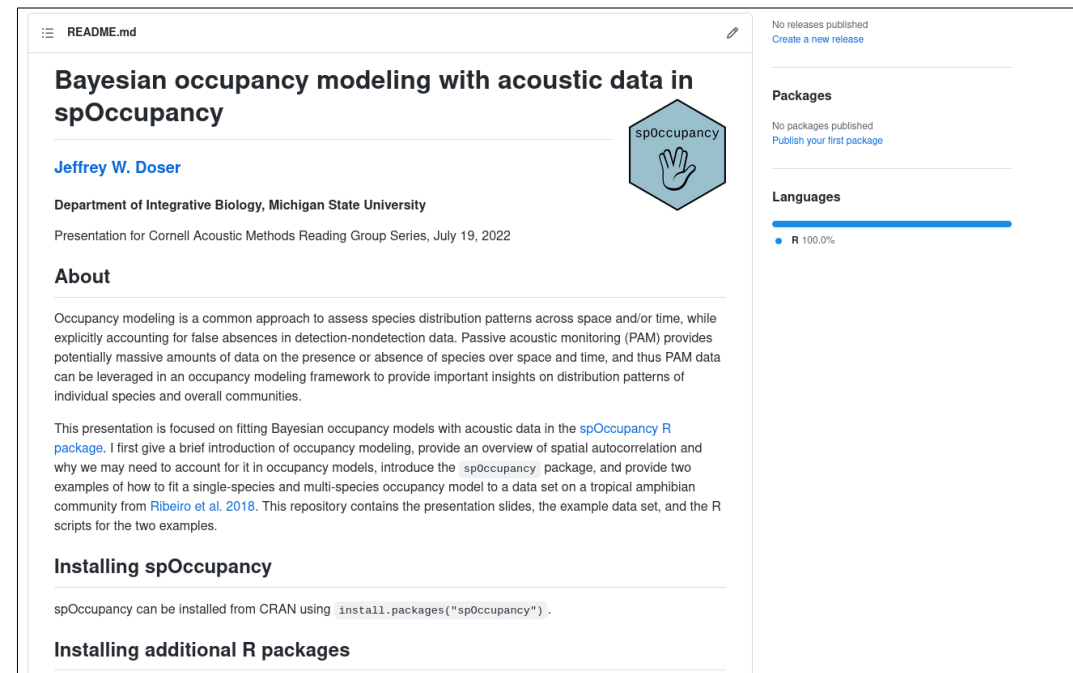 README.md
Bayesian occupancy modeling with acoustic data in
spOccupancy
spOccupancy
Jeffrey W. Doser
Department of Integrative Biology, Michigan State University
Presentation for Cornell Acoustic Methods Reading Group Series, July 19, 2022
About
Occupancy modeling is a common approach to assess species distribution patterns across space and/or time, while
explicitly accounting for false absences in detection-nondetection data. Passive acoustic monitoring (PAM) provides
potentially massive amounts of data on the presence or absence of species over space and time, and thus PAM data
can be leveraged in an occupancy modeling framework to provide important insights on distribution patterns of
individual species and overall communities.
This presentation is focused on fitting Bayesian occupancy models with acoustic data in the spOccupancy R
package. I first give a brief introduction of occupancy modeling, provide an overview of spatial autocorrelation and
why we may need to account for it in occupancy models, introduce the spOccupancy package, and provide two
examples of how to fit a single-species and multi-species occupancy model to a data set on a tropical amphibian
community from Ribeiro et al. 2018. This repository contains the presentation slides, the example data set, and the R
scripts for the two examples.
Installing spOccupancy
spOccupancy can be installed from CRAN using install.packages("spOccupancy").
Installing additional R packages
No releases published
Create a new release
Packages
No packages published
Publish your first package
Languages
R 100.0%